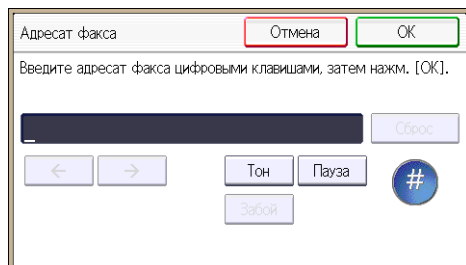 Адресат факса Отмена OK
Введите адресат факса цифровыми клавишами, затем нажм. [OK].
_ Сброс
← → Тон Пауза #
Забой